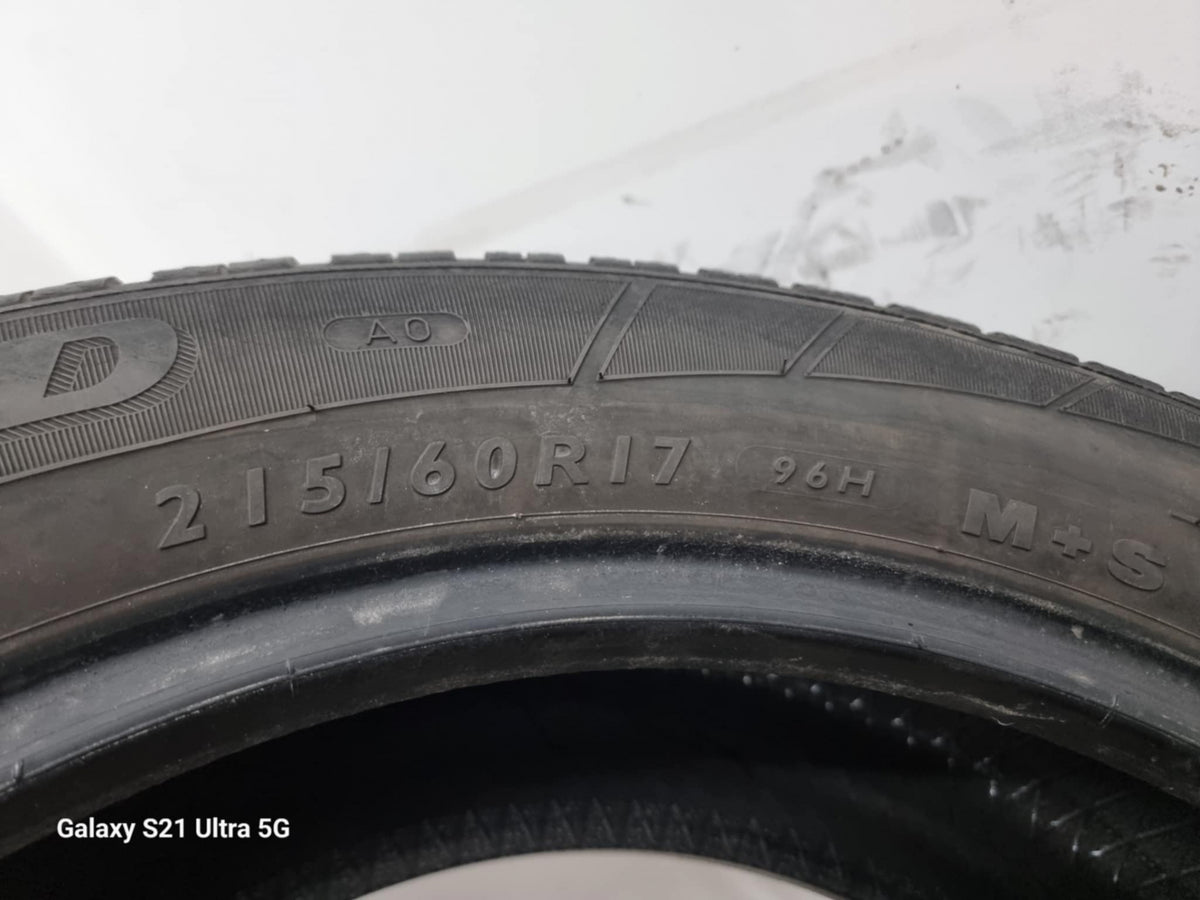 D
AO
215/60R17 96H M+S
Galaxy S21 Ultra 5G